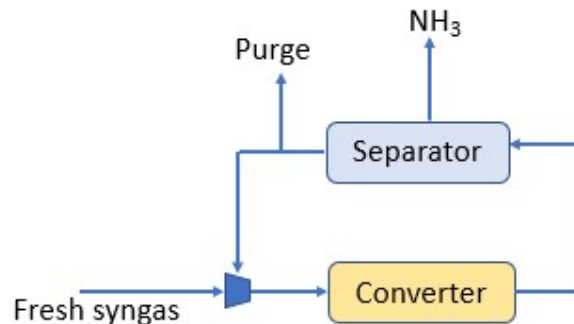 NH₃
Purge
Separator
Converter
Fresh syngas